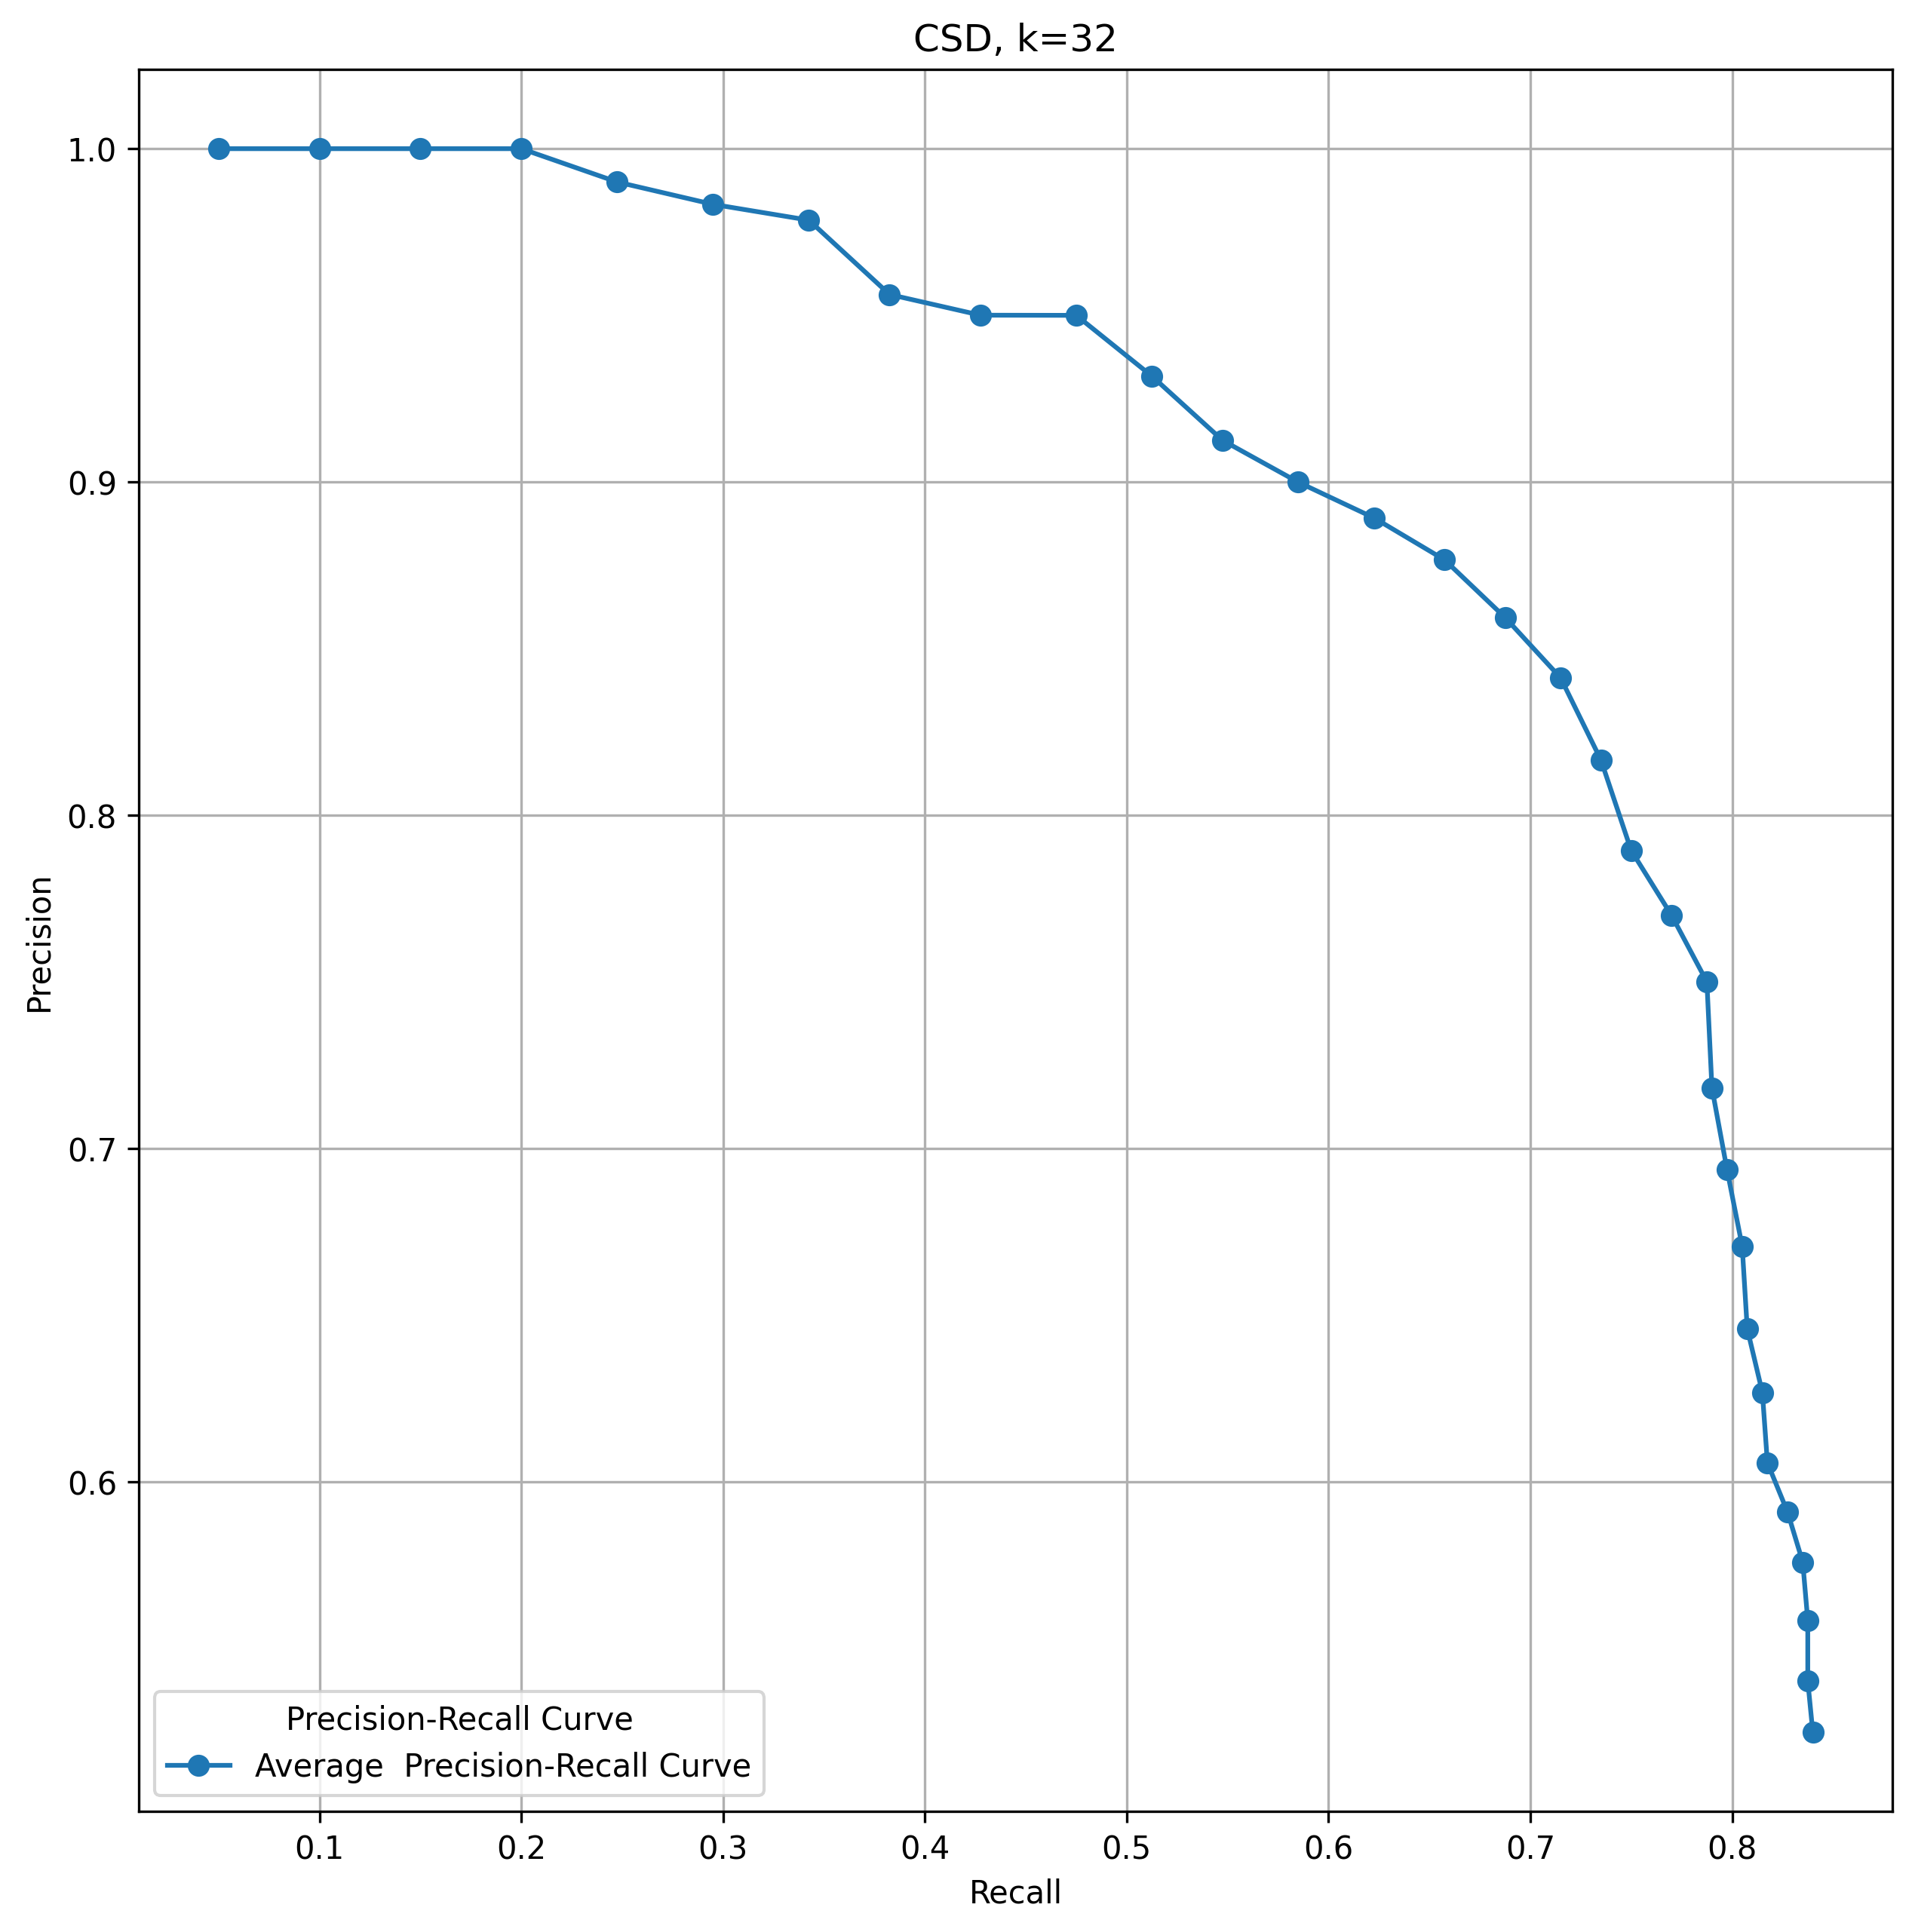 CSD, k=32
1.0
0.9
0.8
0.7
0.6
Precision
Precision-Recall Curve
Average  Precision-Recall Curve
0.1 0.2 0.3 0.4 0.5 0.6 0.7 0.8
Recall